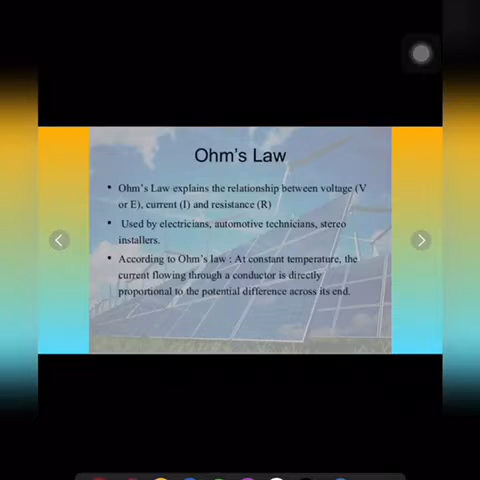 Ohm's Law
• Ohm's Law explains the relationship between voltage (V
or E), current (I) and resistance (R)
• Used by electricians, automotive technicians, stereo
installers.
• According to Ohm's law : At constant temperature, the
current flowing through a conductor is directly
proportional to the potential difference across its end.